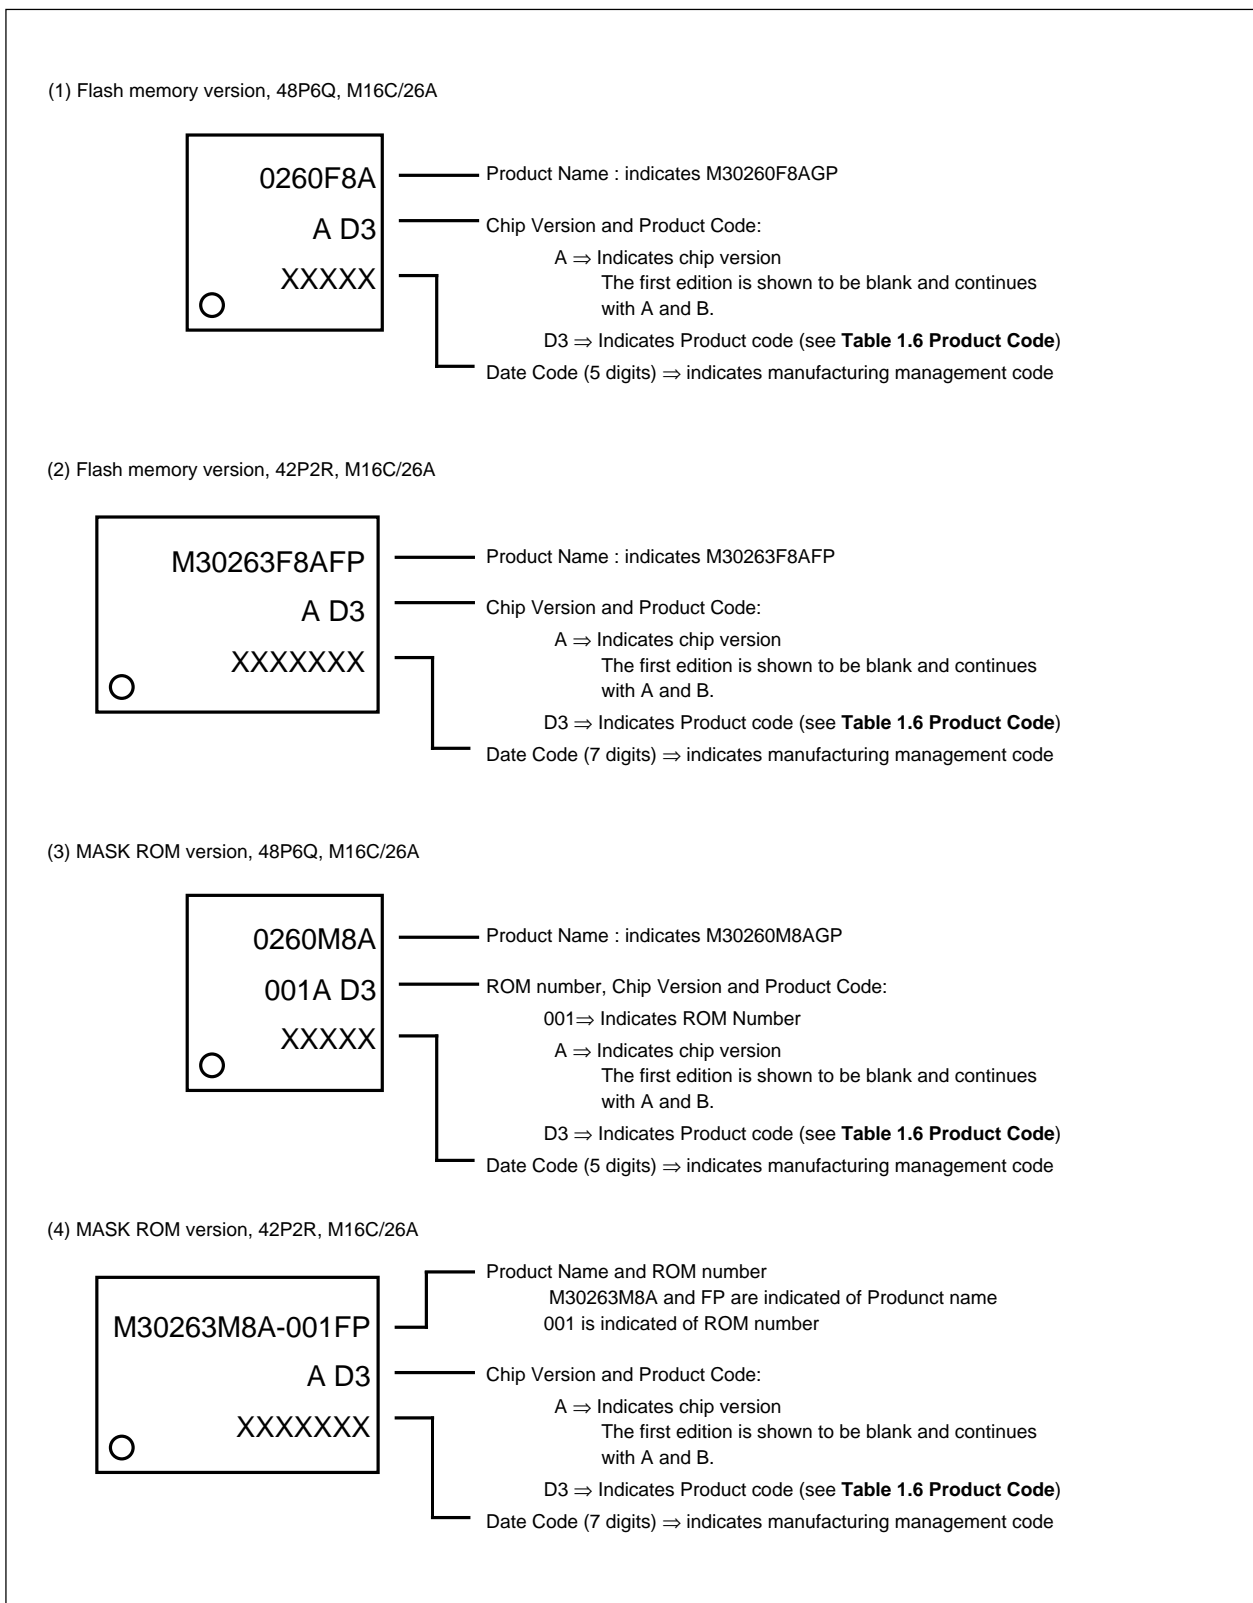 (1) Flash memory version, 48P6Q, M16C/26A
0260F8A
Product Name : indicates M30260F8AGP
A D3
Chip Version and Product Code:
A ⇒ Indicates chip version
The first edition is shown to be blank and continues
with A and B.
XXXXX
D3 ⇒ Indicates Product code (see Table 1.6 Product Code)
Date Code (5 digits) ⇒ indicates manufacturing management code
(2) Flash memory version, 42P2R, M16C/26A
M30263F8AFP
Product Name : indicates M30263F8AFP
A D3
Chip Version and Product Code:
A ⇒ Indicates chip version
The first edition is shown to be blank and continues
with A and B.
XXXXXXX
D3 ⇒ Indicates Product code (see Table 1.6 Product Code)
Date Code (7 digits) ⇒ indicates manufacturing management code
(3) MASK ROM version, 48P6Q, M16C/26A
0260M8A
Product Name : indicates M30260M8AGP
001A D3
ROM number, Chip Version and Product Code:
001⇒ Indicates ROM Number
XXXXX
A ⇒ Indicates chip version
The first edition is shown to be blank and continues
with A and B.
D3 ⇒ Indicates Product code (see Table 1.6 Product Code)
Date Code (5 digits) ⇒ indicates manufacturing management code
(4) MASK ROM version, 42P2R, M16C/26A
Product Name and ROM number
M30263M8A and FP are indicated of Produnct name
001 is indicated of ROM number
M30263M8A-001FP
A D3
Chip Version and Product Code:
A ⇒ Indicates chip version
The first edition is shown to be blank and continues
with A and B.
XXXXXXX
D3 ⇒ Indicates Product code (see Table 1.6 Product Code)
Date Code (7 digits) ⇒ indicates manufacturing management code